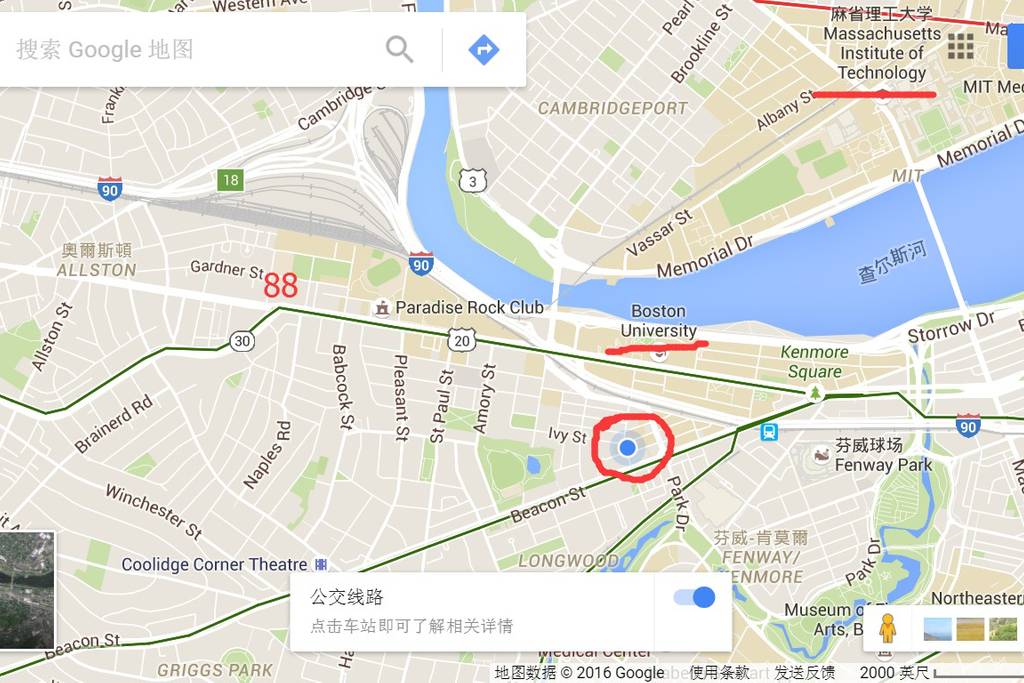 Western Ave
搜索 Google 地图
麻省理工大学
Massachusetts
Institute of
Technology
Pearl
Brookline St
Cambridge S
CAMBRIDGEPORT
Albany St
MIT Med
Memorial D
MIT
90
18
3
Vassar St
Memorial Dr
查尔斯河
奧爾斯頓
ALLSTON
Gardner St
88
90
Paradise Rock Club
Boston
University
Storrow Dr
Kenmore
Square
Allston St
30
20
Babcock St
Pleasant St
St Paul St
Amory St
Brainerd Rd
Naples Rd
Ivy St
90
芬威球场
Fenway Park
Winchester St
Beacon St
Park Dr
芬威-肯莫爾
FENWAY/
KENMORE
Park Dr
Coolidge Corner Theatre
LONGWOOD
公交线路
点击车站即可了解相关详情
Museum of
Arts, B
Northeastern
Beacon St
GRIGGS PARK
Medical Center
地图数据 © 2016 Google 使用条款 发送反馈 2000 英尺